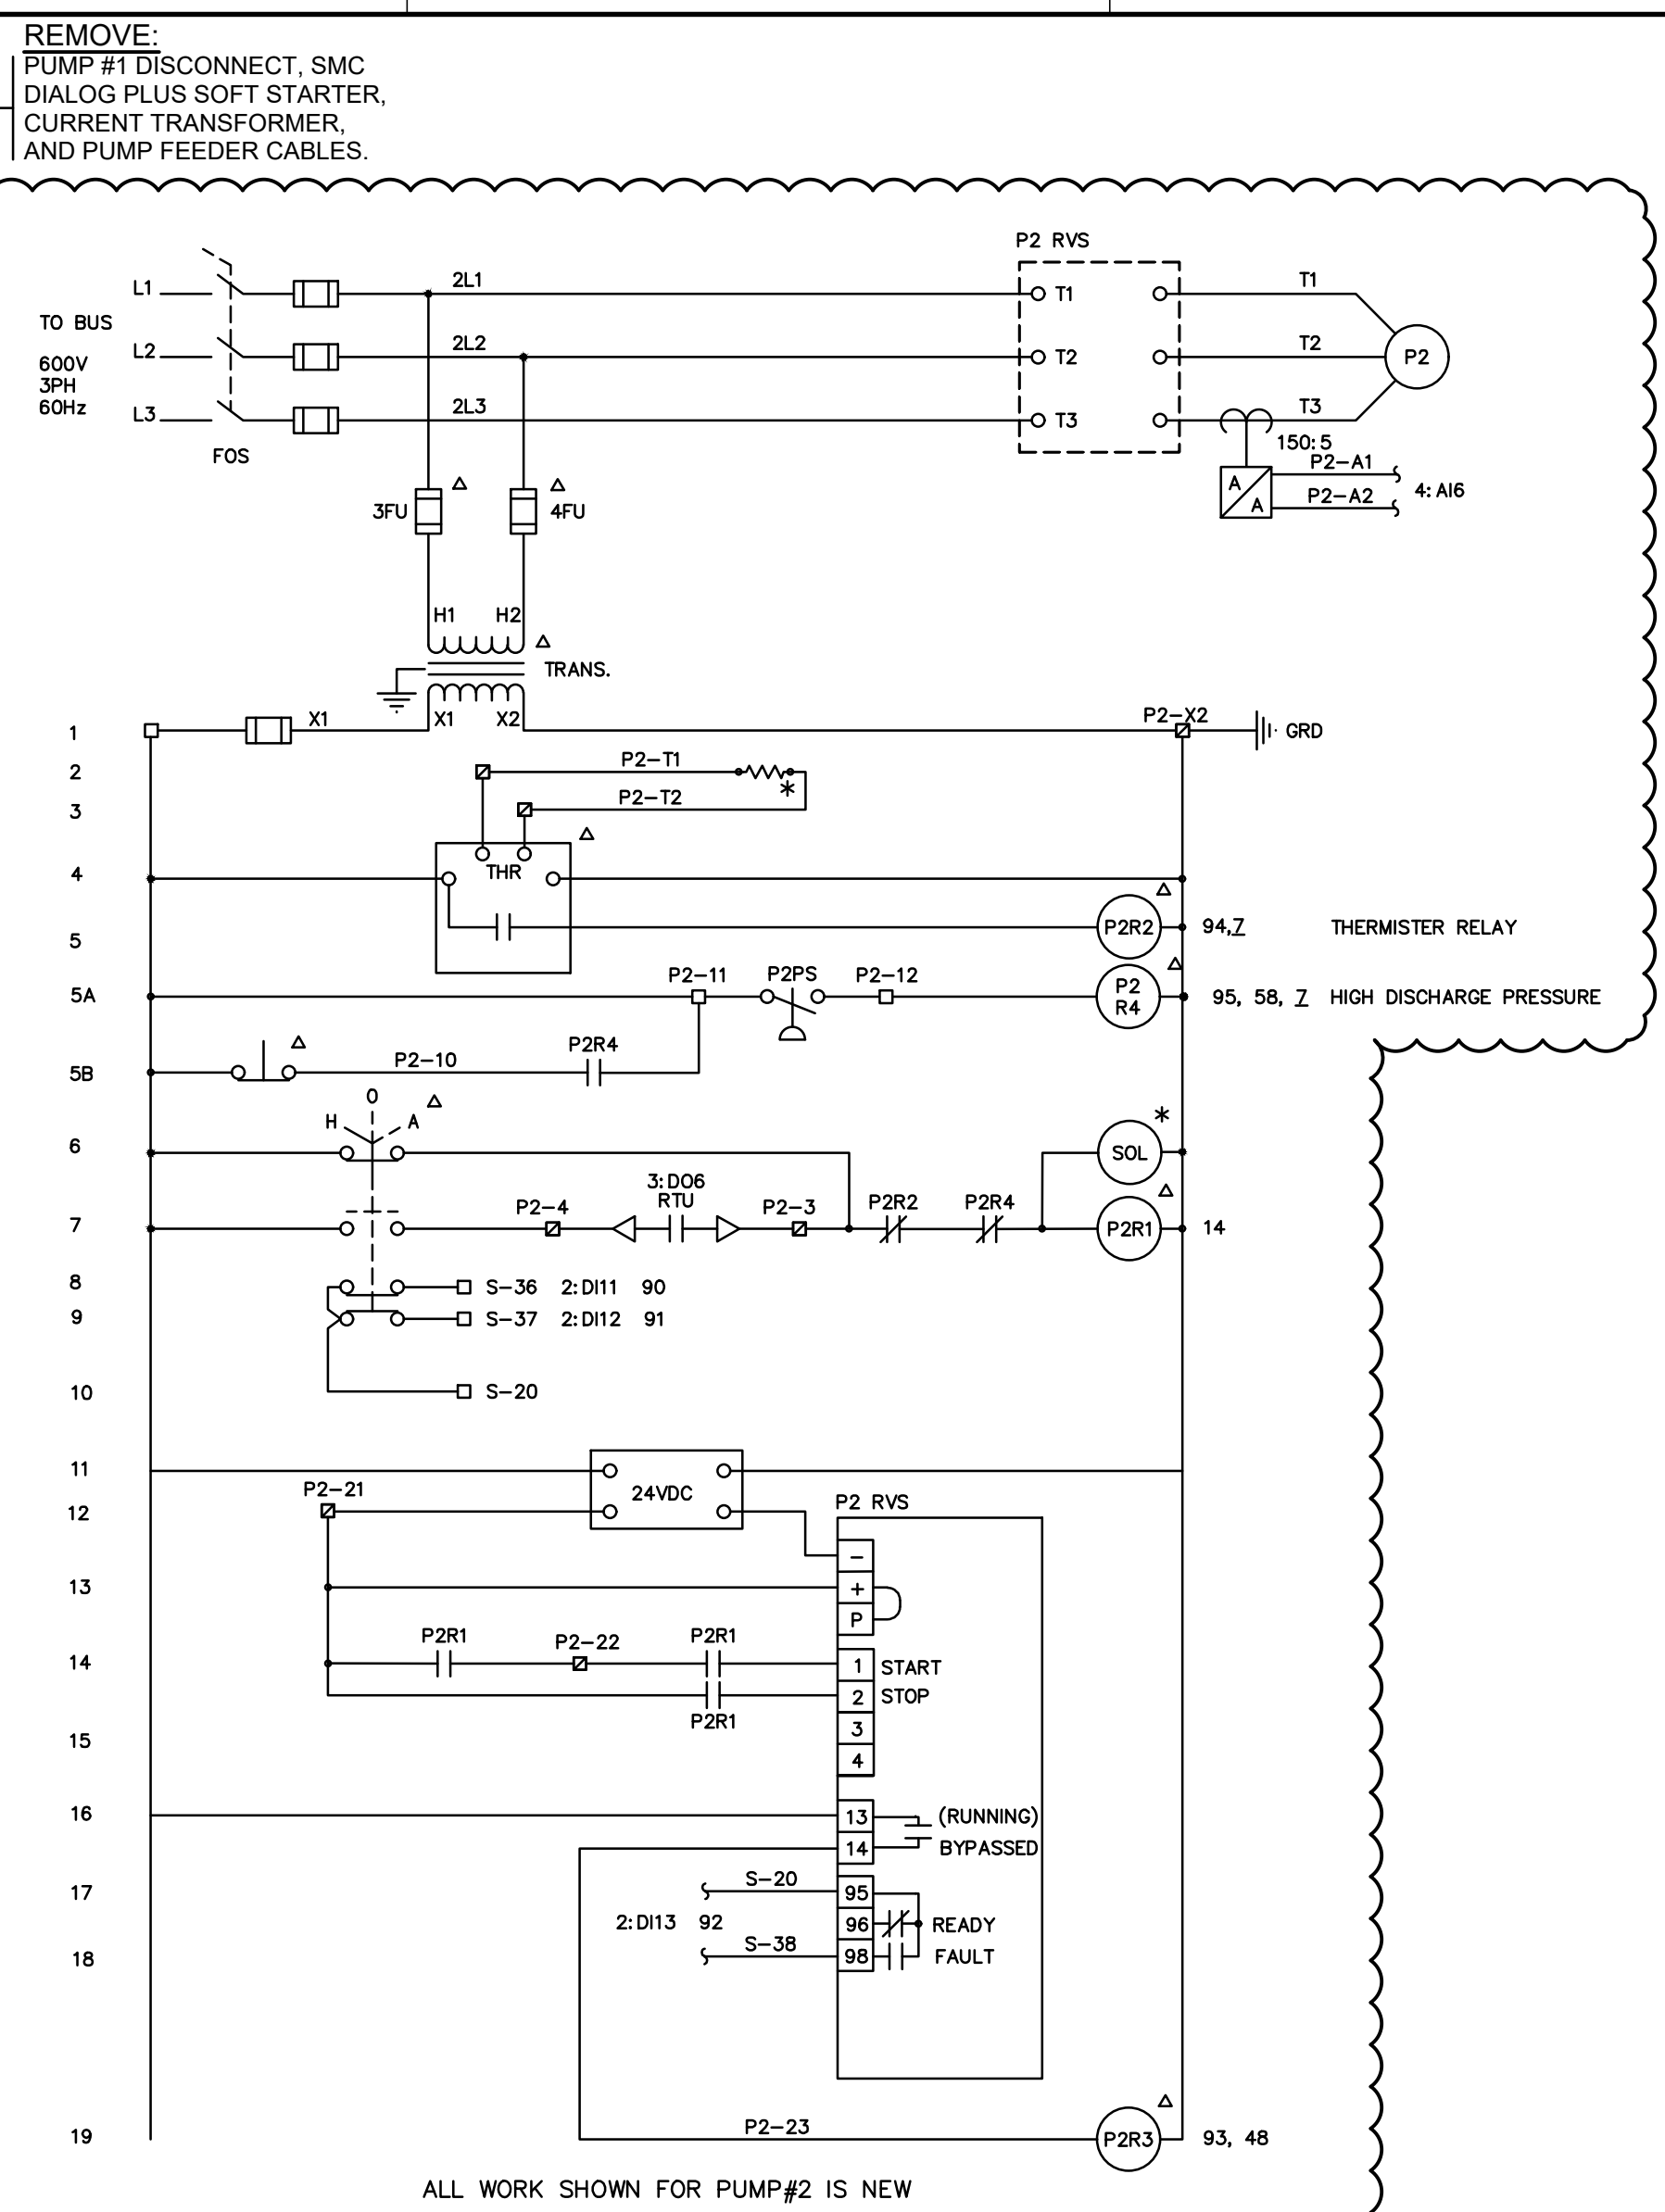 REMOVE:
PUMP #1 DISCONNECT, SMC
DIALOG PLUS SOFT STARTER,
CURRENT TRANSFORMER,
AND PUMP FEEDER CABLES.
P2 RVS
L1 2L1 T1 T1
TO BUS
L2 2L2 T2 T2 P2
600V
3PH
60Hz
L3 2L3 T3 T3
FOS
150:5
P2-A1
A
P2-A2 4:AI6
A
3FU 4FU
H1 H2
TRANS.
1 X1 X1 X2 P2-X2 GRD
2 P2-T1
*
3 P2-T2
4 THR
5 P2R2 94,7 THERMISTER RELAY
5A P2-11 P2PS P2-12 P2 R4 95, 58, 7 HIGH DISCHARGE PRESSURE
5B P2-10 P2R4
H O A
*
6 SOL
3:DO6
RTU
7 P2-4 P2-3 P2R2 P2R4 P2R1 14
8 S-36 2:DI11 90
9 S-37 2:DI12 91
10 S-20
11
24VDC
12 P2-21 P2 RVS
-
13 +
P
14 P2R1 P2-22 P2R1 1 START
2 STOP
P2R1
15 3
4
16 13 (RUNNING)
14 BYPASSED
17 S-20 95
2:DI13 92 96 READY
18 S-38 98 FAULT
19 P2-23 P2R3 93, 48
ALL WORK SHOWN FOR PUMP#2 IS NEW